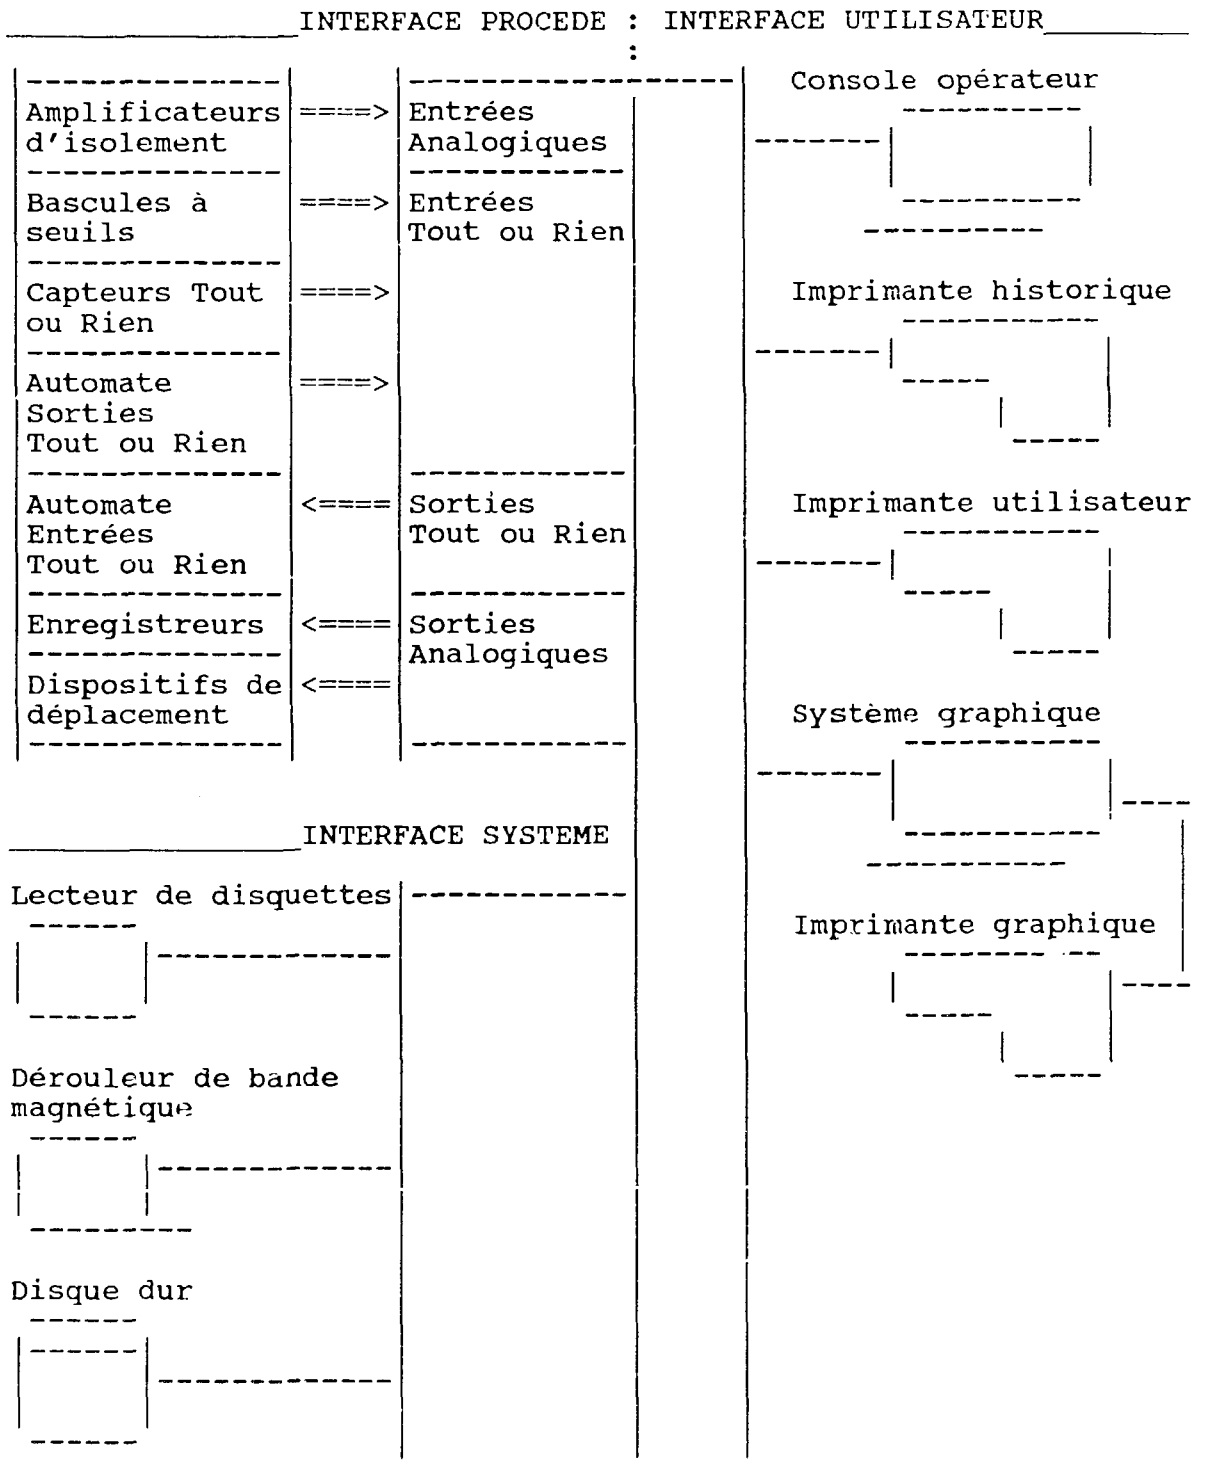 INTERFACE PROCEDE : INTERFACE UTILISATEUR
:
Amplificateurs ====> Entrées
d'isolement Analogiques
Bascules à ====> Entrées
seuils Tout ou Rien
Capteurs Tout ====>
ou Rien
Automate ====>
Sorties
Tout ou Rien
Automate <==== Sorties
Entrées Tout ou Rien
Tout ou Rien
Enregistreurs <==== Sorties
Analogiques
Dispositifs de <====
déplacement
INTERFACE SYSTEME
Lecteur de disquettes
Dérouleur de bande
magnétique
Disque dur
Console opérateur
Imprimante historique
Imprimante utilisateur
Système graphique
Imprimante graphique